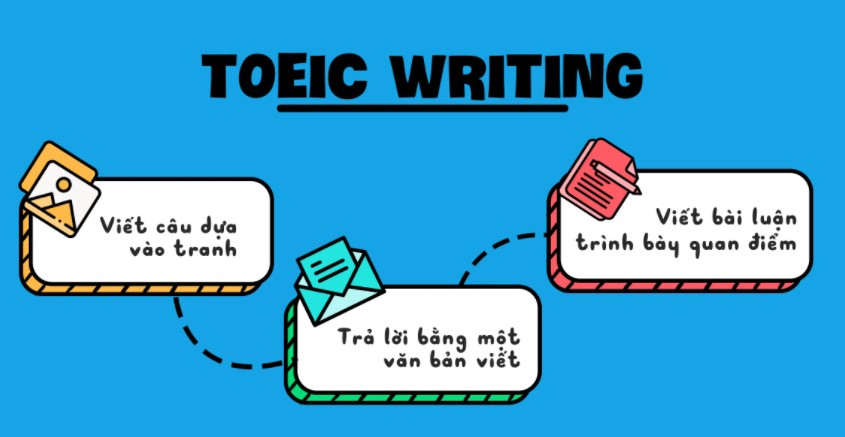 TOEIC WRITING
Viết câu dựa
vào tranh
Trả lời bằng một
văn bản viết
Viết bài luận
trình bày quan điểm